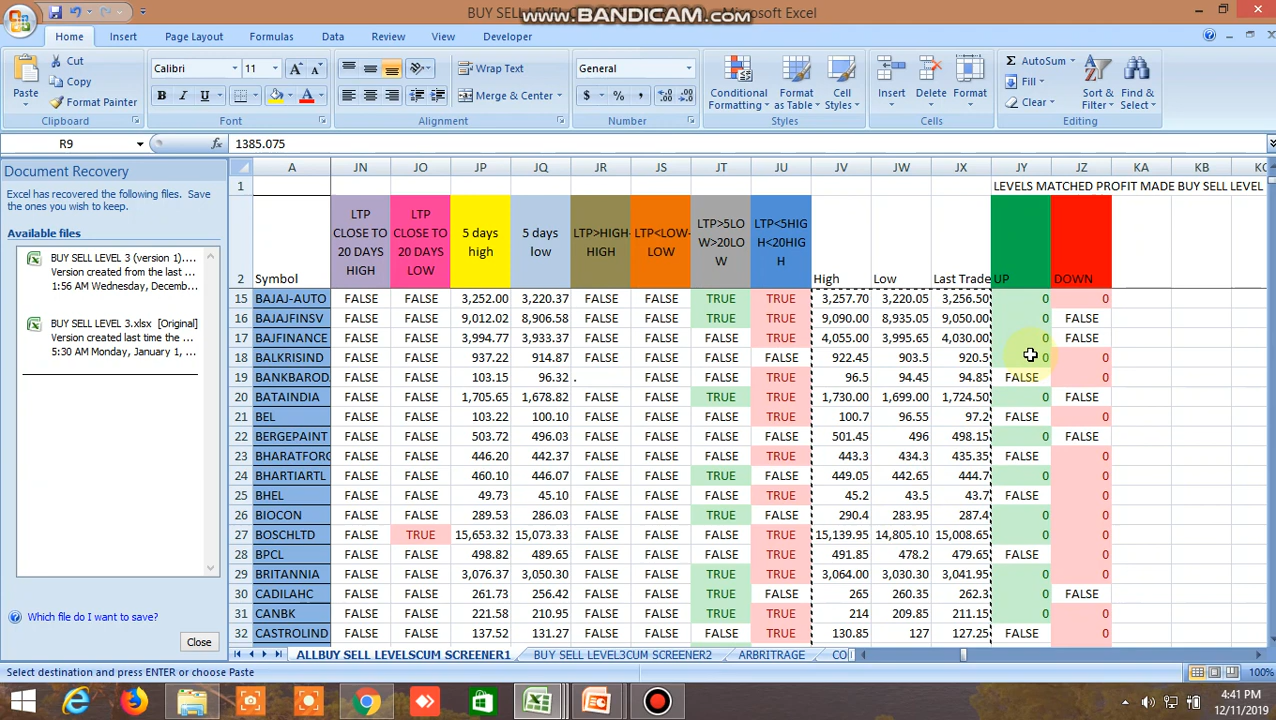 BUY SELL LEVEL
www.BANDICAM.com
Microsoft Excel
Home Insert Page Layout Formulas Data Review View Developer
Paste Cut Copy Format Painter Clipboard
Calibri 11 Font
Wrap Text Merge & Center Alignment
General Number
Conditional Formatting Format as Table Cell Styles Styles
Insert Delete Format Cells
AutoSum Fill Clear Sort & Filter Find & Select Editing
R9 fx 1385.075
Document Recovery
Excel has recovered the following files. Save
the ones you wish to keep.
Available files
BUY SELL LEVEL 3 (version 1)....
Version created from the last ...
1:56 AM Wednesday, Decemb...
BUY SELL LEVEL 3.xlsx [Original]
Version created last time the ...
5:30 AM Monday, January 1, ...
Which file do I want to save?
Close
A JN JO JP JQ JR JS JT JU JV JW JX JY JZ KA KB KC
1 LEVELS MATCHED PROFIT MADE BUY SELL LEVEL
2 Symbol LTP CLOSE TO 20 DAYS HIGH LTP CLOSE TO 20 DAYS LOW 5 days high 5 days low LTP>HIGH-HIGH LTP<LOW-LOW LTP>5LOW>20LOW LTP<5HIGH<20HIGH High Low Last Trade UP DOWN
15 BAJAJ-AUTO FALSE FALSE 3,252.00 3,220.37 FALSE FALSE TRUE TRUE 3,257.70 3,220.05 3,256.50 0 0
16 BAJAJFINSV FALSE FALSE 9,012.02 8,906.58 FALSE FALSE TRUE TRUE 9,090.00 8,935.05 9,050.00 0 FALSE
17 BAJFINANCE FALSE FALSE 3,994.77 3,933.37 FALSE FALSE FALSE TRUE 4,055.00 3,995.65 4,030.00 0 FALSE
18 BALKRISIND FALSE FALSE 937.22 914.87 FALSE FALSE FALSE FALSE 922.45 903.5 920.5 0 0
19 BANKBAROD FALSE FALSE 103.15 96.32 . FALSE FALSE TRUE 96.5 94.45 94.85 FALSE 0
20 BATAINDIA FALSE FALSE 1,705.65 1,678.82 FALSE FALSE TRUE TRUE 1,730.00 1,699.00 1,724.50 0 FALSE
21 BEL FALSE FALSE 103.22 100.10 FALSE FALSE FALSE TRUE 100.7 96.55 97.2 FALSE 0
22 BERGEPAINT FALSE FALSE 503.72 496.03 FALSE FALSE FALSE FALSE 501.45 496 498.15 0 FALSE
23 BHARATFORG FALSE FALSE 446.20 442.37 FALSE FALSE FALSE TRUE 443.3 434.3 435.35 FALSE 0
24 BHARTIARTL FALSE FALSE 460.10 446.07 FALSE FALSE TRUE FALSE 449.05 442.65 444.7 0 0
25 BHEL FALSE FALSE 49.73 45.10 FALSE FALSE FALSE TRUE 45.2 43.5 43.7 FALSE 0
26 BIOCON FALSE FALSE 289.53 286.03 FALSE FALSE TRUE FALSE 290.4 283.95 287.4 0 0
27 BOSCHLTD FALSE TRUE 15,653.32 15,073.33 FALSE FALSE FALSE TRUE 15,139.95 14,805.10 15,008.65 0 0
28 BPCL FALSE FALSE 498.82 489.65 FALSE FALSE FALSE TRUE 491.85 478.2 479.65 FALSE 0
29 BRITANNIA FALSE FALSE 3,076.37 3,050.30 FALSE FALSE TRUE TRUE 3,064.00 3,030.30 3,041.95 0 0
30 CADILAHC FALSE FALSE 261.73 256.42 FALSE FALSE TRUE FALSE 265 260.35 262.3 0 FALSE
31 CANBK FALSE FALSE 221.58 210.95 FALSE FALSE TRUE TRUE 214 209.85 211.15 0 0
32 CASTROLIND FALSE FALSE 137.52 131.27 FALSE FALSE FALSE TRUE 130.85 127 127.25 FALSE 0
ALLBUY SELL LEVELSCUM SCREENER1 BUY SELL LEVEL3CUM SCREENER2 ARBRITRAGE CO
Select destination and press ENTER or choose Paste 100%
4:41 PM
12/11/2019